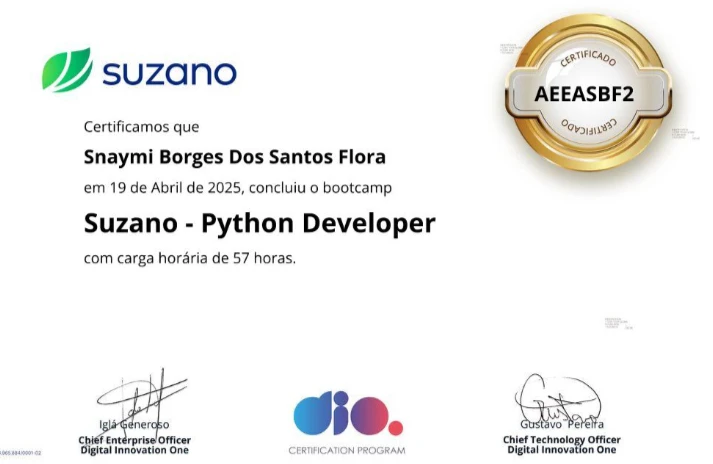 suzano
CERTIFICADO
AEEASBF2
CERTIFICADO
Certificamos que
Snaymi Borges Dos Santos Flora
em 19 de Abril de 2025, concluiu o bootcamp
Suzano - Python Developer
com carga horária de 57 horas.
Iglá Generoso
Chief Enterprise Officer
Digital Innovation One
dio.
CERTIFICATION PROGRAM
Gustavo Pereira
Chief Technology Officer
Digital Innovation One